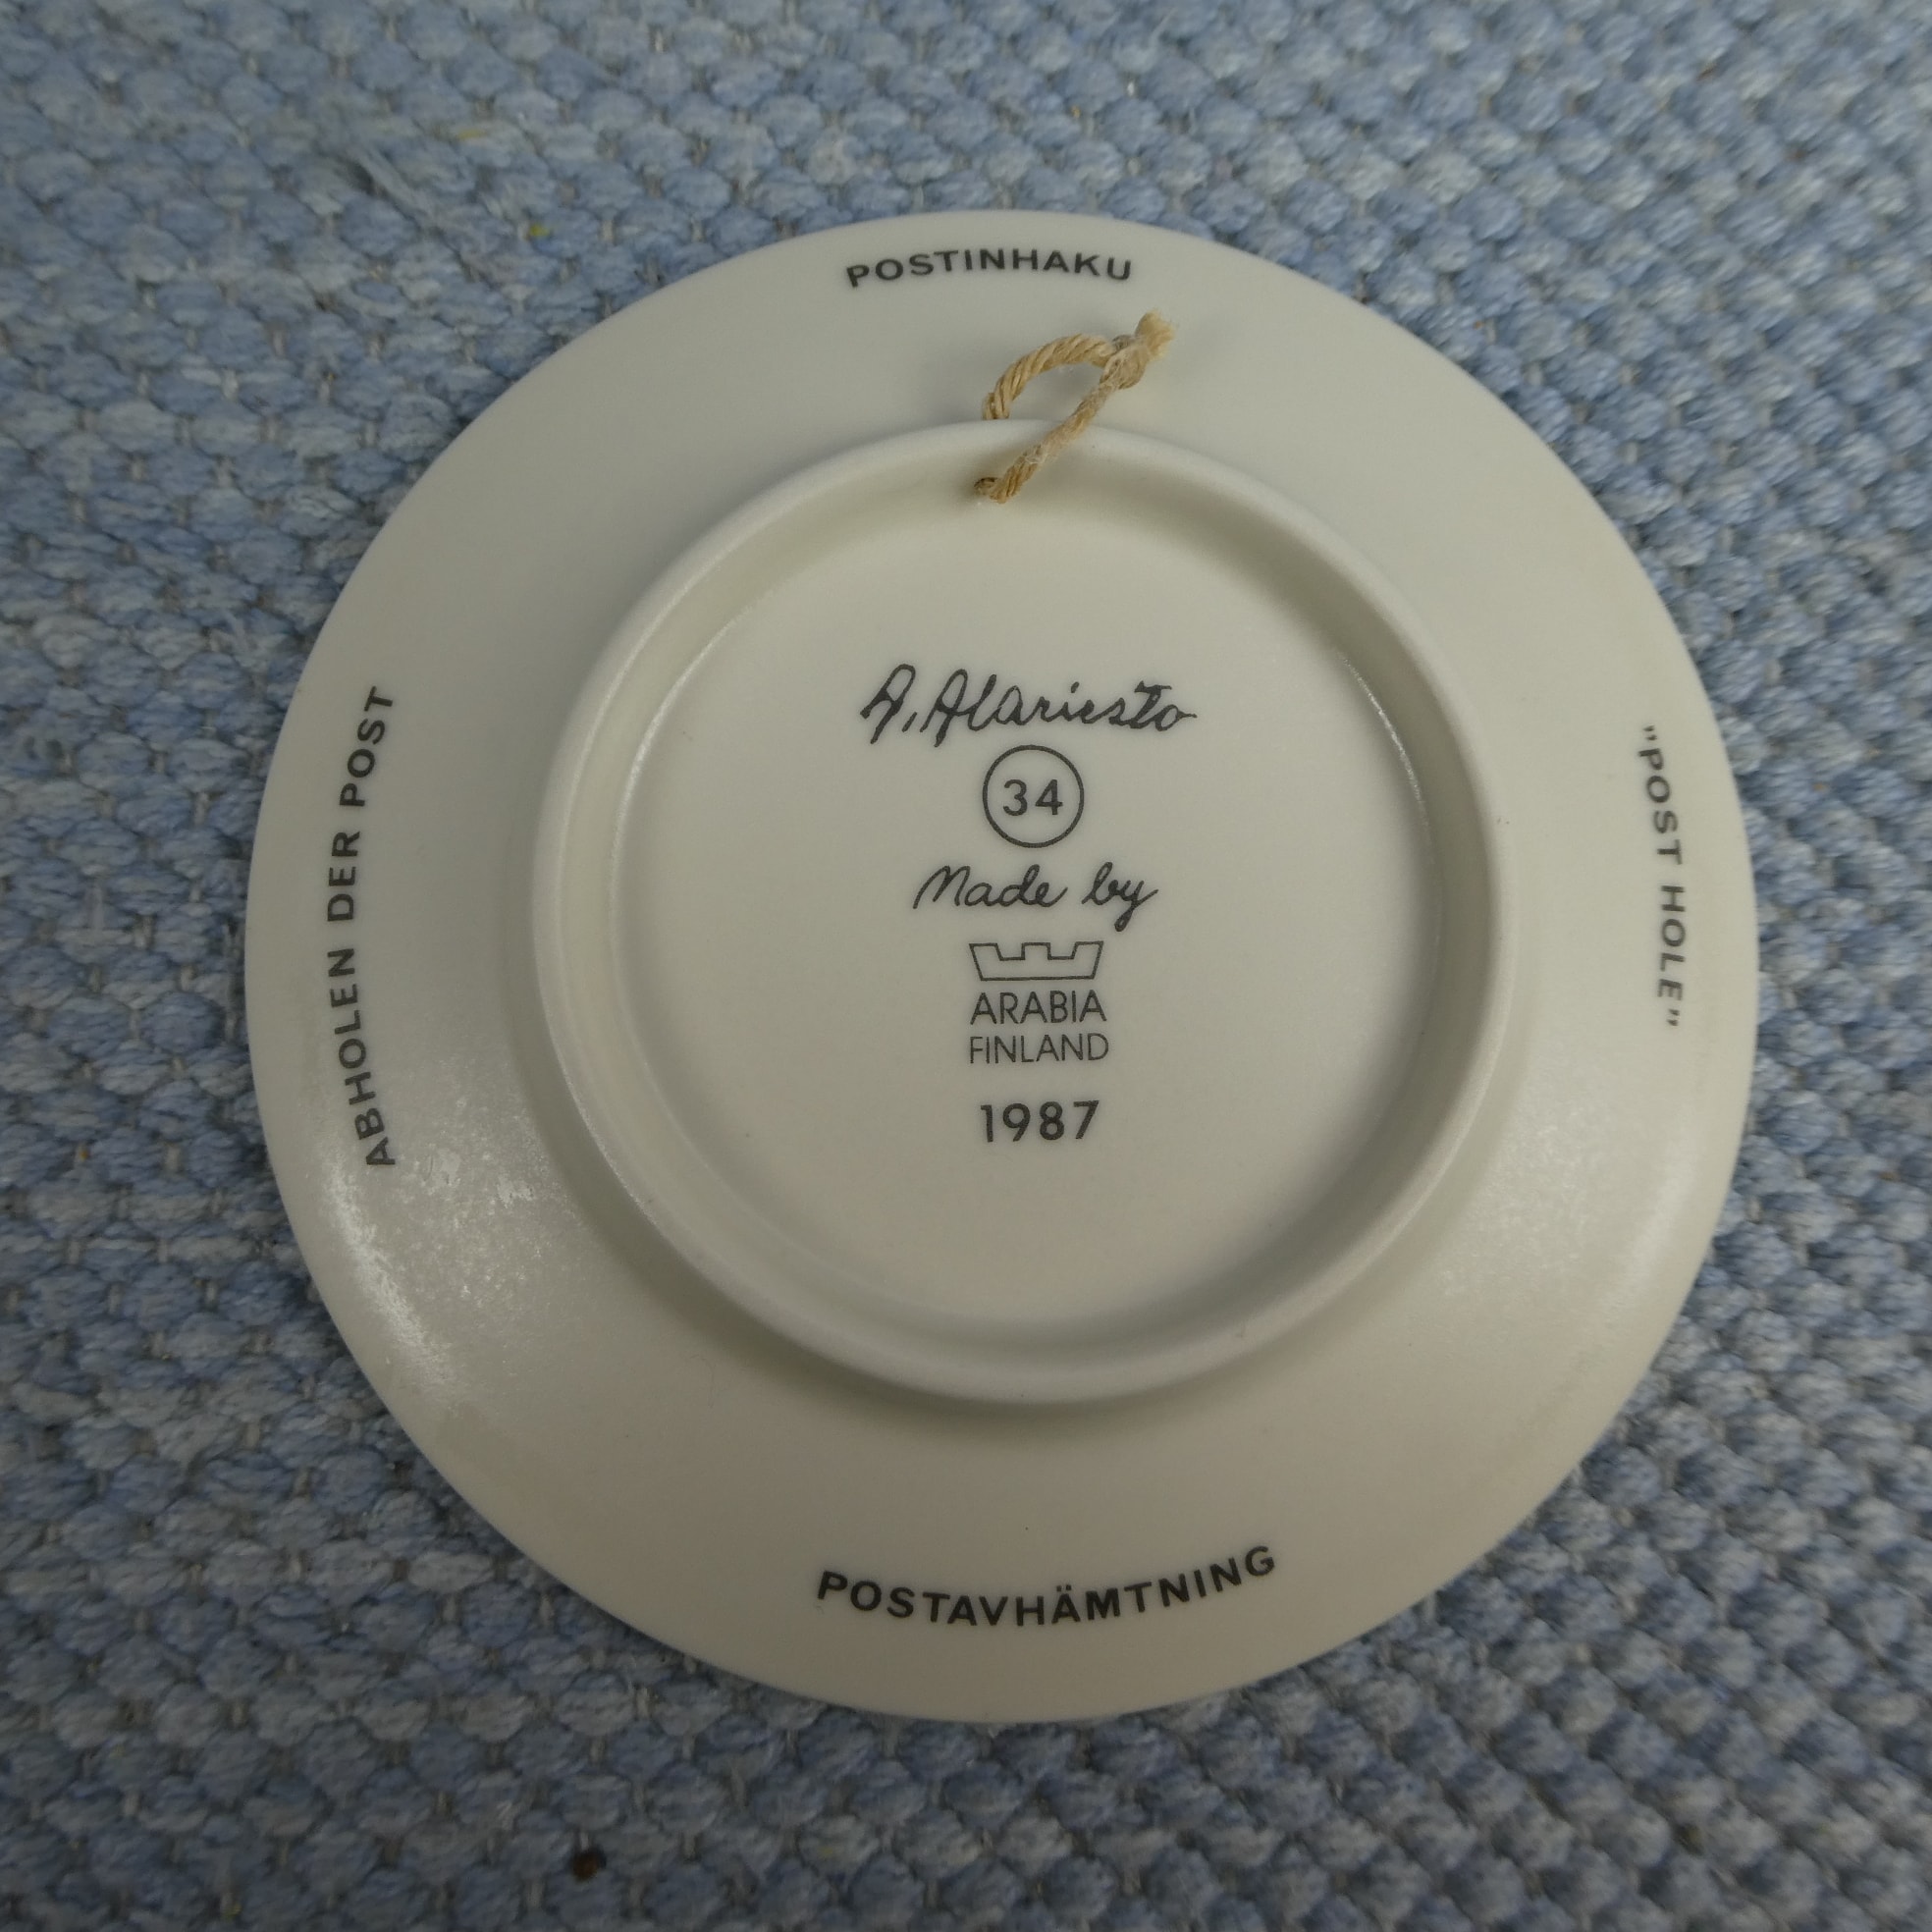 POSTINHAKU
A. Alariesto
34
Made by
ARABIA
FINLAND
1987
ABHOLEN DER POST
"POST HOLE"
POSTAVHÄMTNING